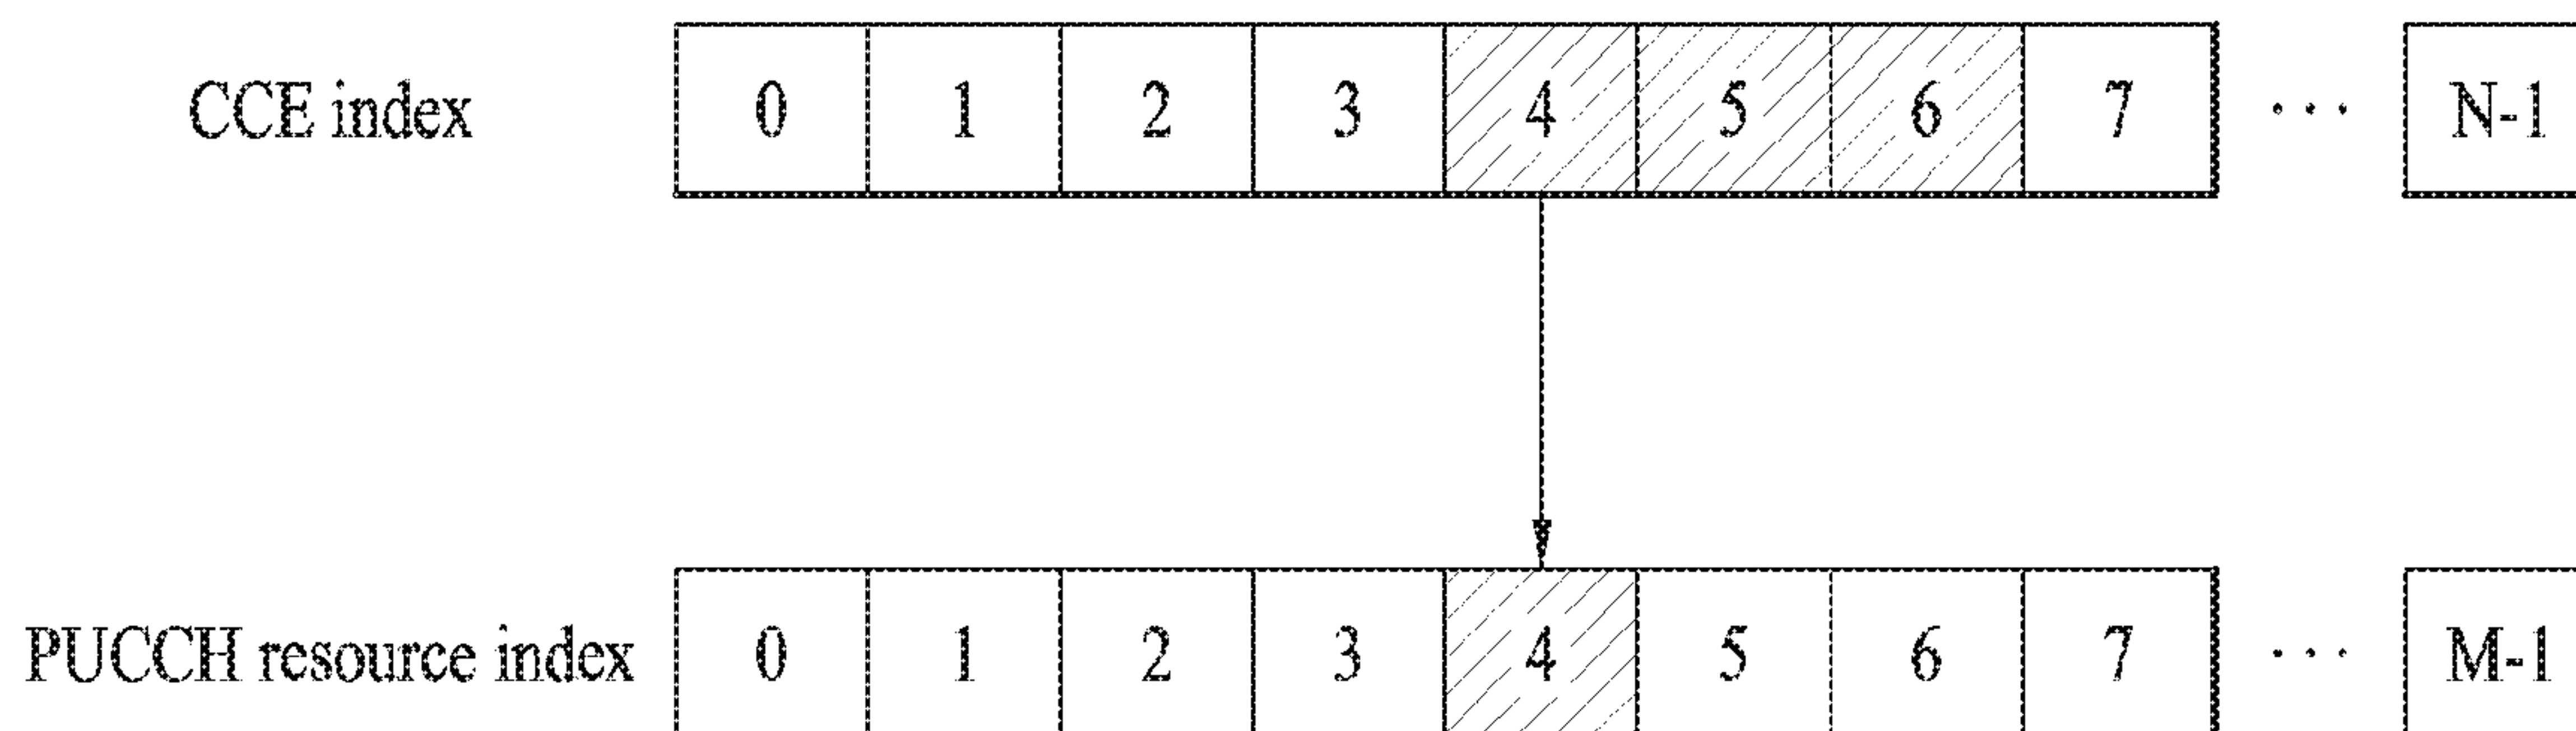 CCE index 0 1 2 3 4 5 6 7 ··· N-1
PUCCH resource index 0 1 2 3 4 5 6 7 ··· M-1